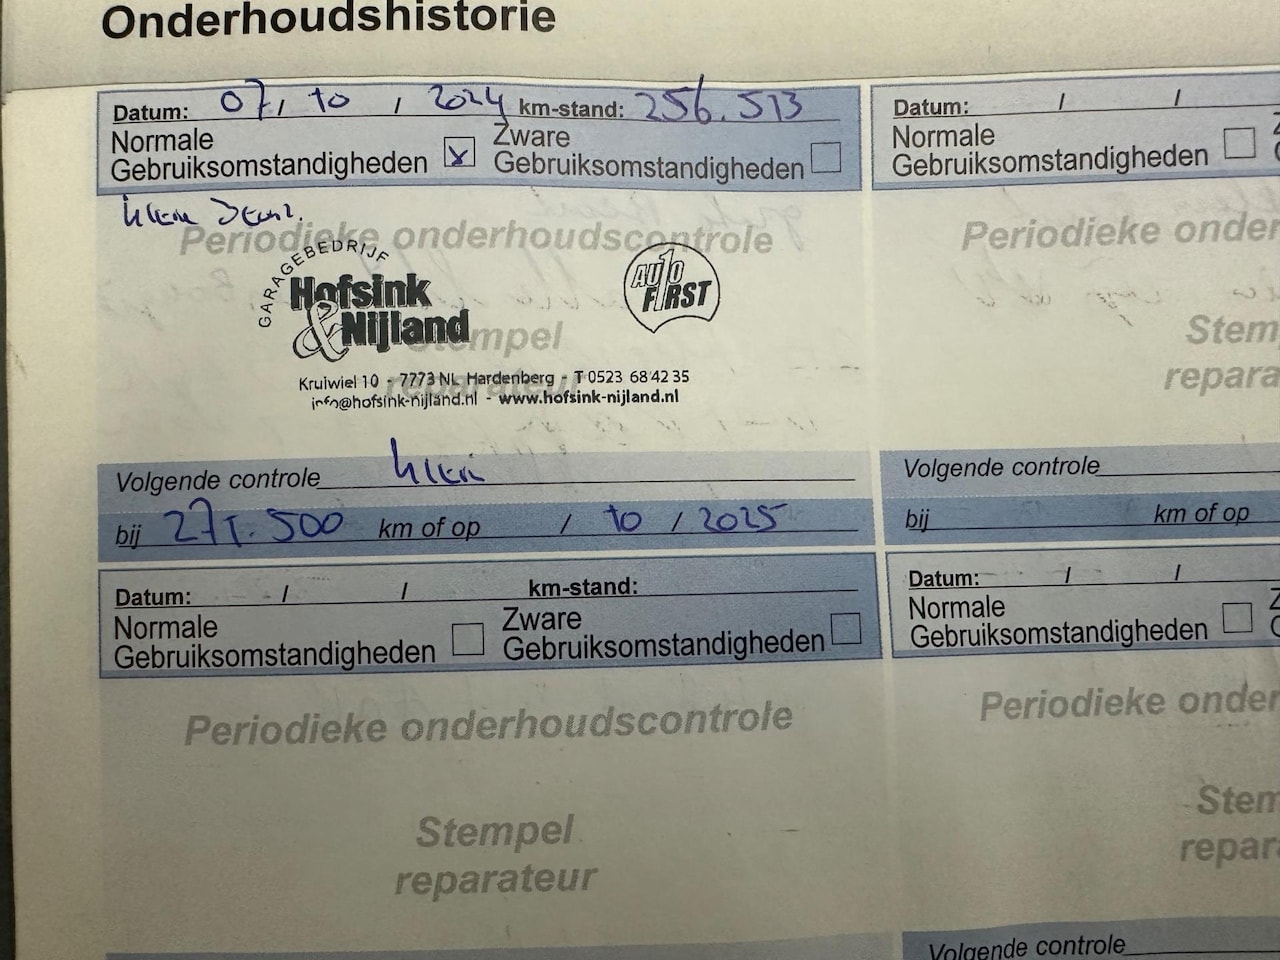 Onderhoudshistorie
Datum: 07 / 10 / 2024 km-stand: 256.513
Normale Gebruiksomstandigheden x Zware Gebruiksomstandigheden
Klein
Periodieke onderhoudscontrole
GARAGEBEDRIJF
Hofsink
& Nijland
AUTO FIRST
Stempel
reparateur
Kruiwiel 10 - 7773 NL Hardenberg - T 0523 68 42 35
info@hofsink-nijland.nl - www.hofsink-nijland.nl
Volgende controle Klein
bij 271.500 km of op / 10 / 2025
Datum: / / km-stand:
Normale Gebruiksomstandigheden Zware Gebruiksomstandigheden
Periodieke onderhoudscontrole
Stempel
reparateur
Datum: / /
Normale
Gebruiksomstandigheden
Periodieke onder
Stem
repara
Volgende controle
bij km of op
Datum: / /
Normale
Gebruiksomstandigheden
Periodieke onder
Stem
repara
Volgende controle